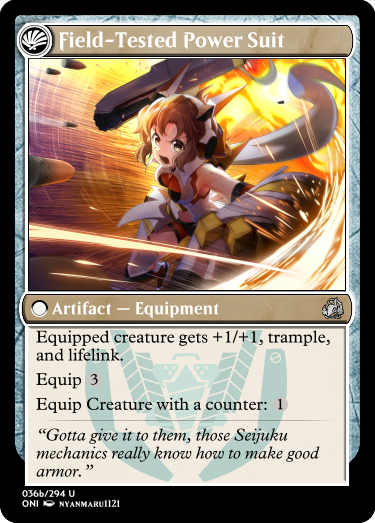 Field-Tested Power Suit
Artifact — Equipment
Equipped creature gets +1/+1, trample,
and lifelink.
Equip 3
Equip Creature with a counter: 1
“Gotta give it to them, those Seijuku
mechanics really know how to make good
armor.”
036b/294 U
ONI NYANMARU1121